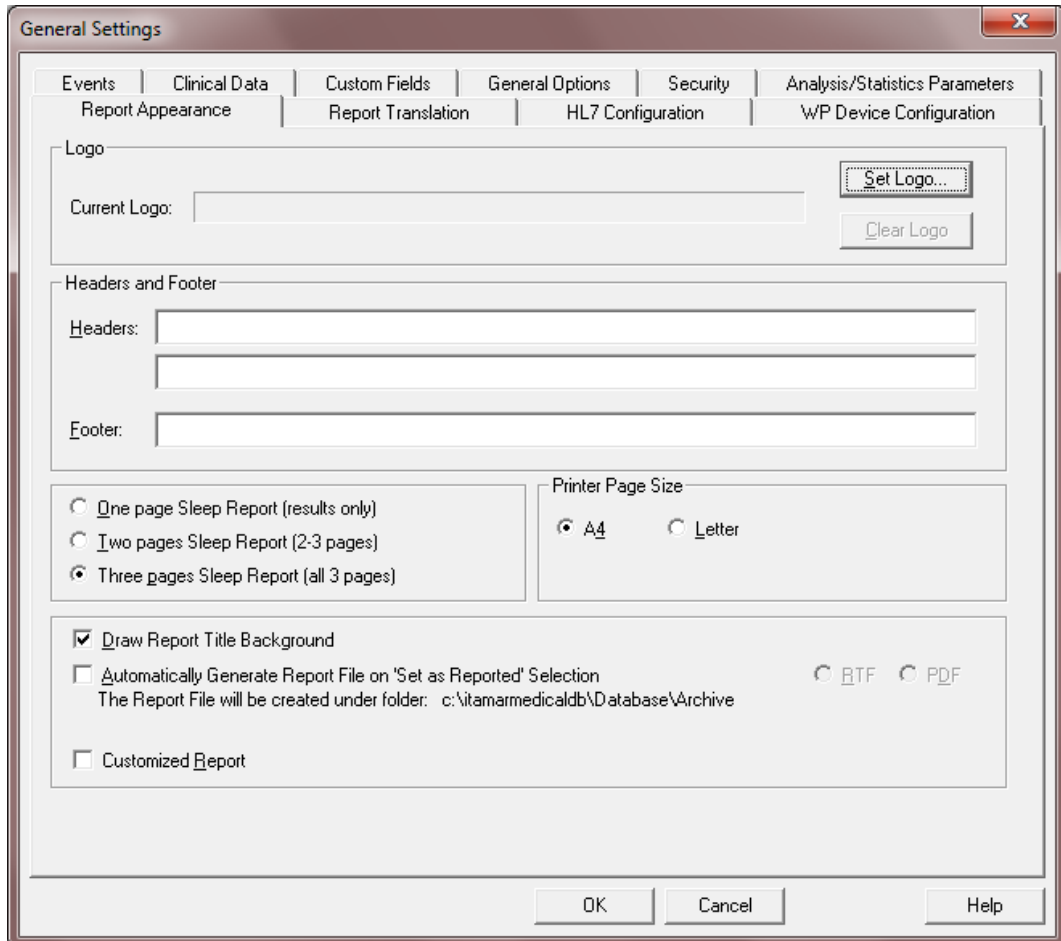 General Settings
Events Clinical Data Custom Fields General Options Security Analysis/Statistics Parameters
Report Appearance Report Translation HL7 Configuration WP Device Configuration
Logo
Set Logo...
Current Logo:
Clear Logo
Headers and Footer
Headers:
Footer:
One page Sleep Report (results only)
Two pages Sleep Report (2-3 pages)
Three pages Sleep Report (all 3 pages)
Printer Page Size
A4 Letter
Draw Report Title Background
Automatically Generate Report File on 'Set as Reported' Selection RTF PDF
The Report File will be created under folder: c:\itamarmedicaldb\Database\Archive
Customized Report
OK Cancel Help